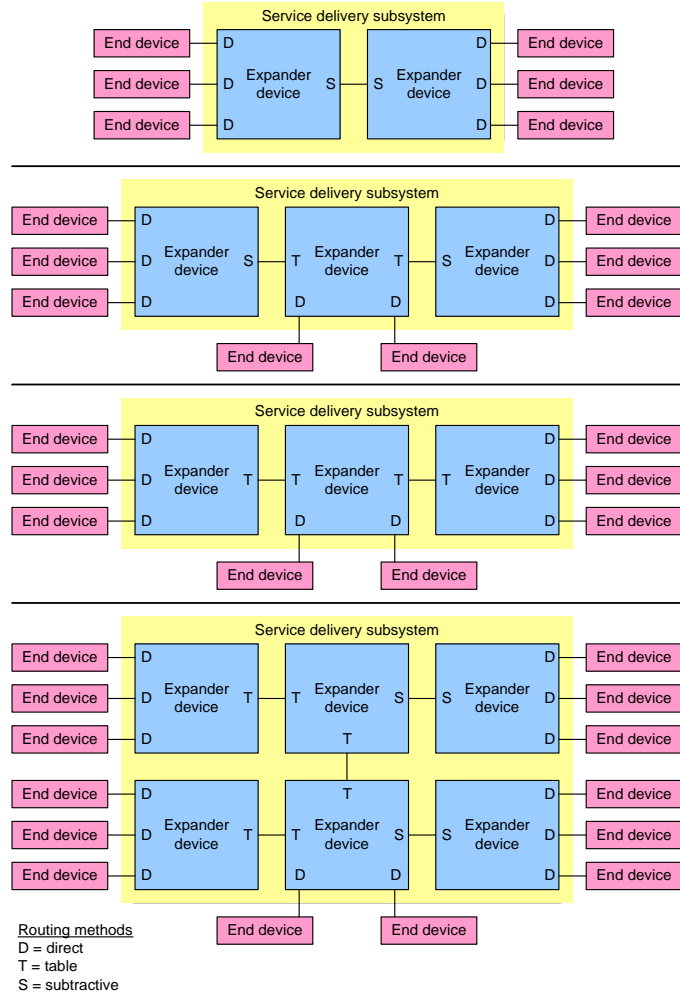 Service delivery subsystem
End device D D End device
Expander device S S Expander device
End device D D End device
End device D D End device
Service delivery subsystem
End device D D End device
End device D Expander device S T Expander device T S Expander device D End device
End device D D D D End device
End device End device
Service delivery subsystem
End device D D End device
End device D Expander device T T Expander device T T Expander device D End device
End device D D D D End device
End device End device
Service delivery subsystem
End device D D End device
End device D Expander device T T Expander device S S Expander device D End device
End device D T D End device
End device D T D End device
End device D Expander device T T Expander device S S Expander device D End device
End device D D D D End device
End device End device
Routing methods
D = direct
T = table
S = subtractive